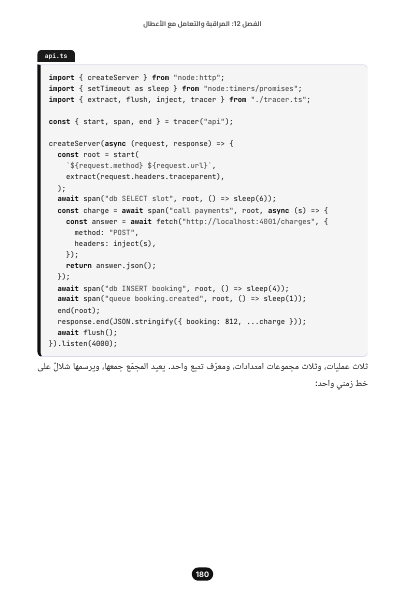 الفصل 12: المراقبة والتعامل مع الأعطال
api.ts
import { createServer } from "node:http";
import { setTimeout as sleep } from "node:timers/promises";
import { extract, flush, inject, tracer } from "./tracer.ts";
const { start, span, end } = tracer("api");
createServer(async (request, response) => {
  const root = start(
    `${request.method} ${request.url}`,
    extract(request.headers.traceparent),
  );
  await span("db SELECT slot", root, () => sleep(6));
  const charge = await span("call payments", root, async (s) => {
    const answer = await fetch("http://localhost:4001/charges", {
      method: "POST",
      headers: inject(s),
    });
    return answer.json();
  });
  await span("db INSERT booking", root, () => sleep(4));
  await span("queue booking.created", root, () => sleep(1));
  end(root);
  response.end(JSON.stringify({ booking: 812, ...charge }));
  await flush();
}).listen(4000);
ثلاث عمليات، وثلاث مجموعات امتدادات، ومعرّف تتبع واحد. يعيد المجمّع جمعها، ويرسمها شلالٌ على
خط زمني واحد:
180